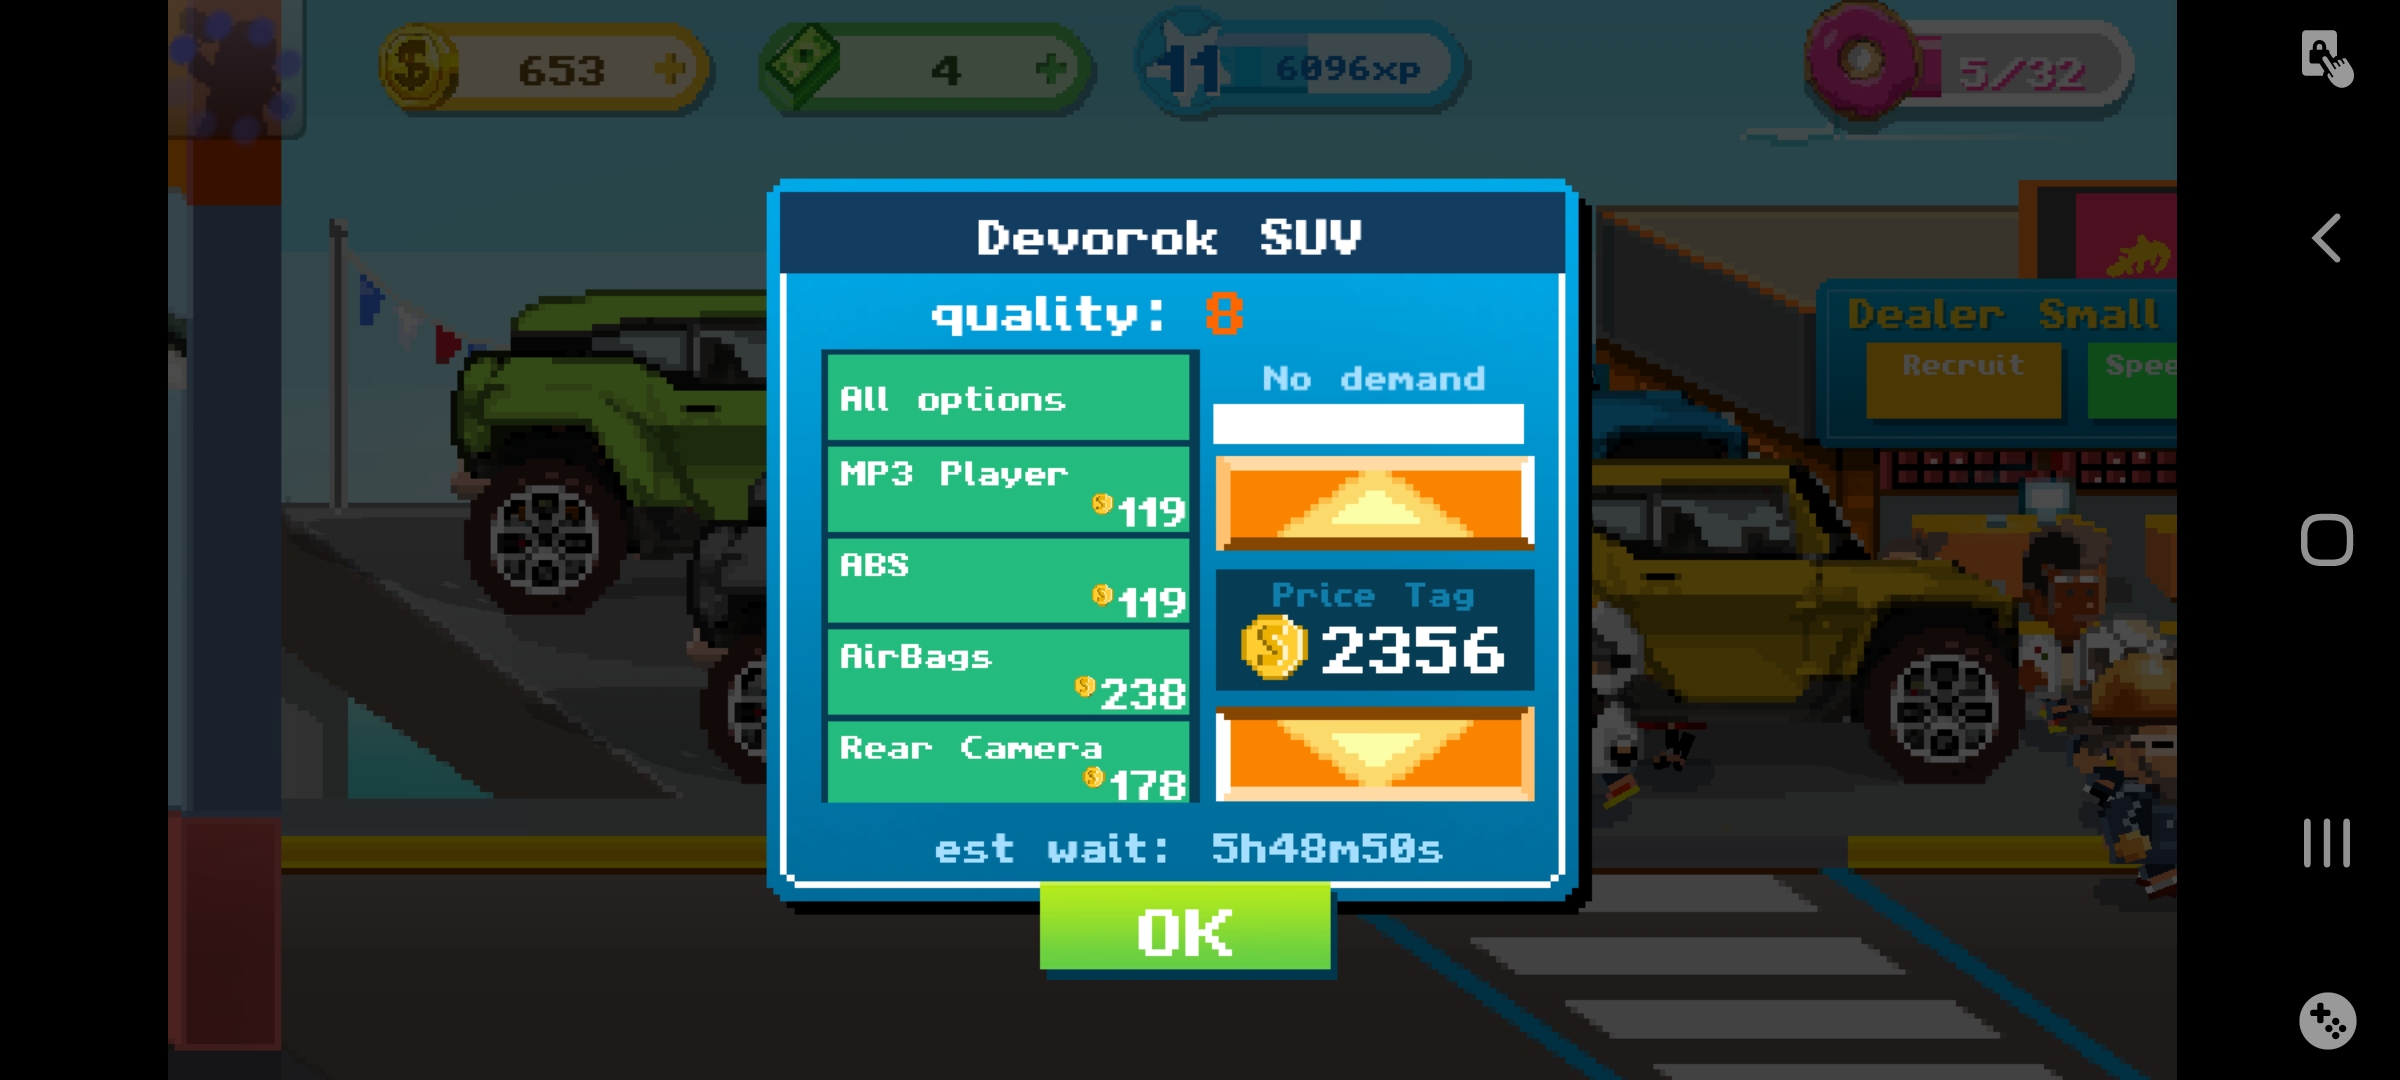 653
4
11
6096xp
5/32
Devorok SUV
quality: 8
All options
No demand
MP3 Player
119
ABS
119
AirBags
238
Rear Camera
178
Price Tag
2356
est wait: 5h48m50s
OK
Dealer Small
Recruit
Spee